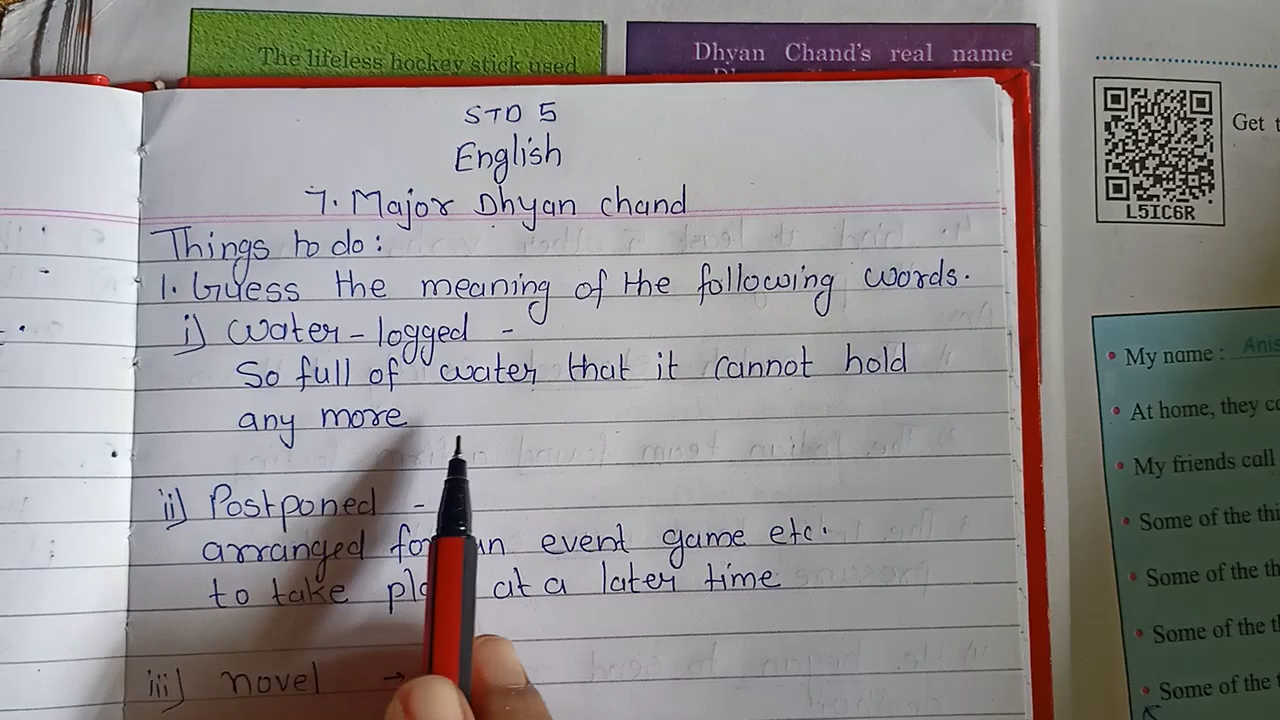 The lifeless hockey stick used
Dhyan Chand's real name
STD 5
English
7. Major Dhyan chand
Things to do:
1. Guess the meaning of the following words.
i) water-logged -
So full of water that it cannot hold
any more
ii) Postponed -
arranged for an event game etc.
to take at a later time
iii) novel →
L5IC6R
Get
My name :
At home, they
My friends call
Some of the
Some of the
Some of the
Some of the